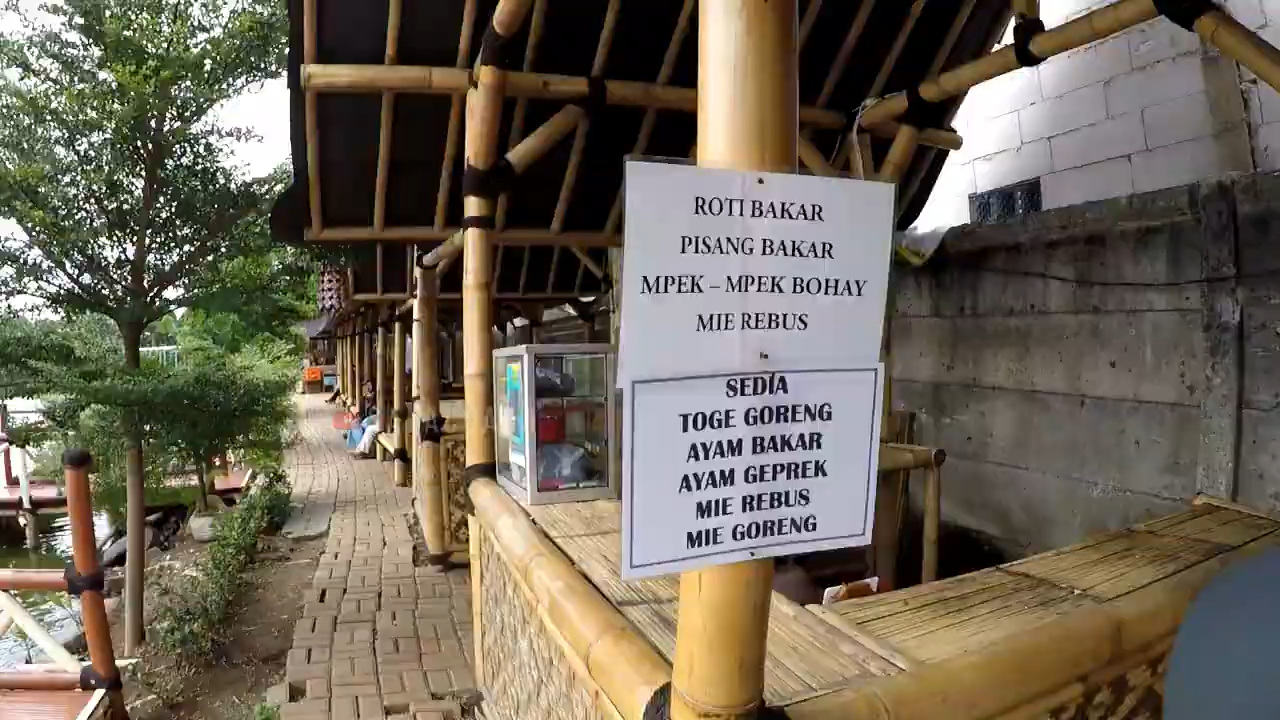 ROTI BAKAR
PISANG BAKAR
MPEK – MPEK BOHAY
MIE REBUS
SEDIA
TOGE GORENG
AYAM BAKAR
AYAM GEPREK
MIE REBUS
MIE GORENG